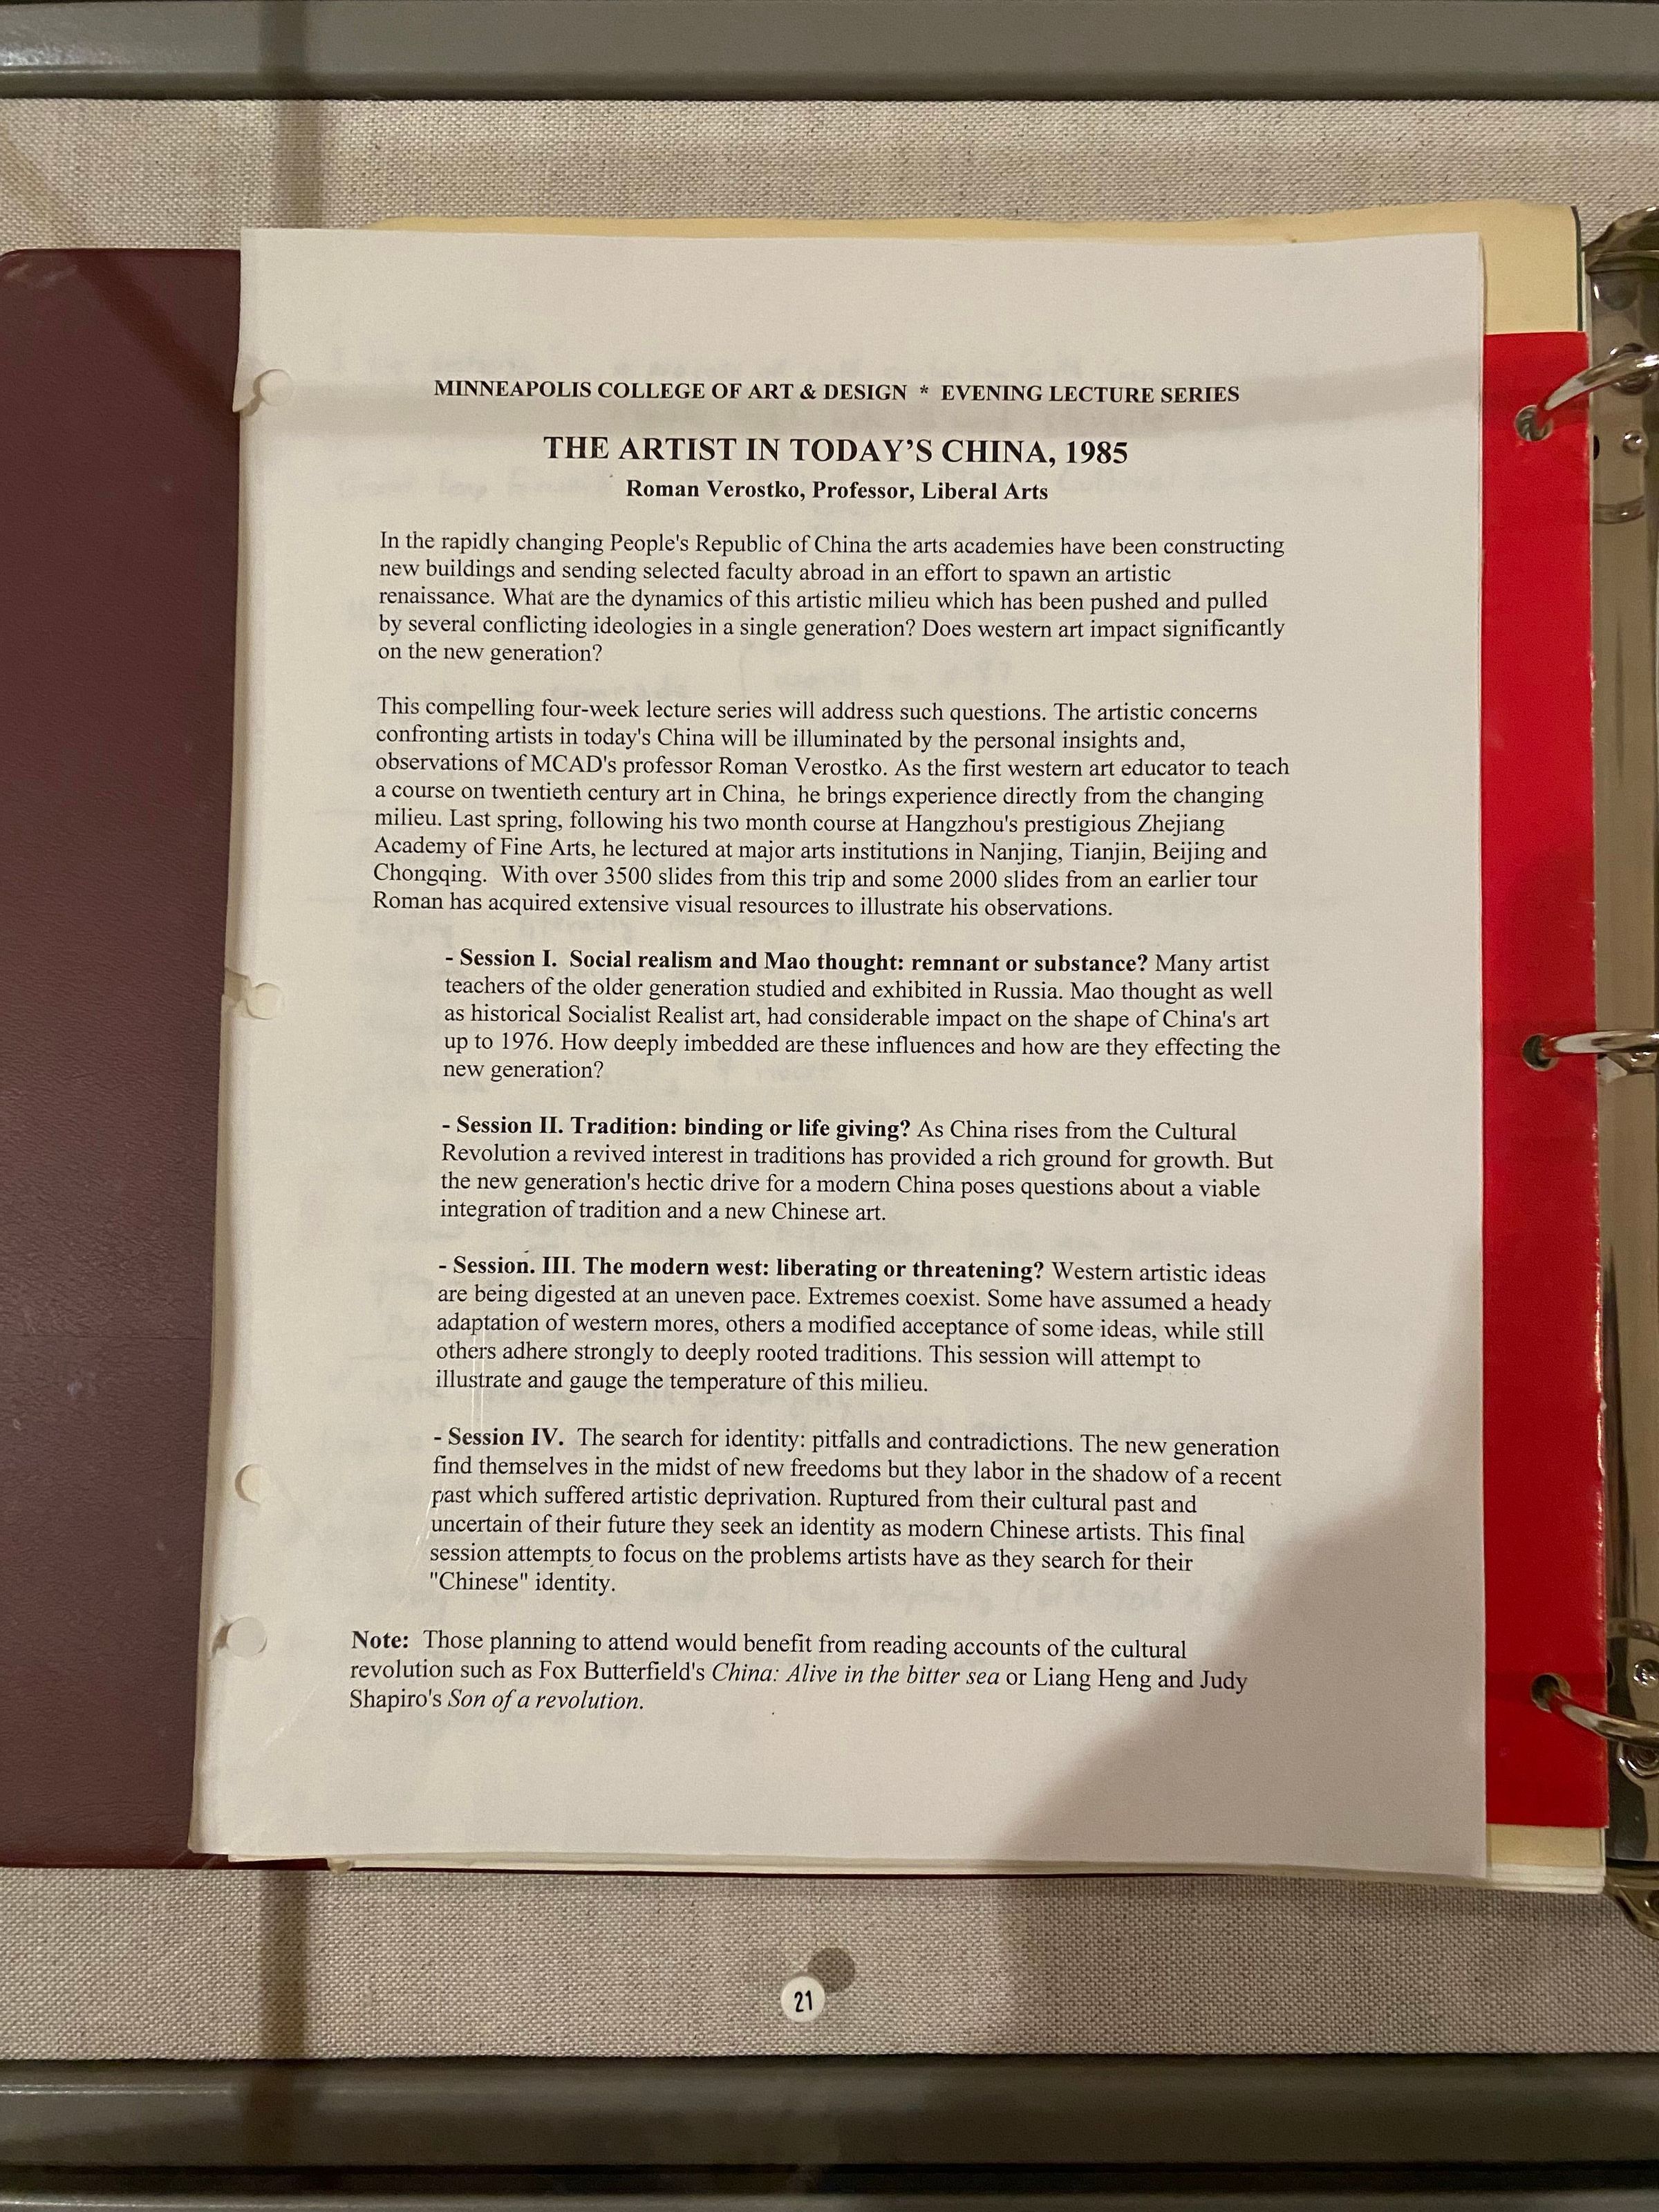 MINNEAPOLIS COLLEGE OF ART & DESIGN * EVENING LECTURE SERIES
THE ARTIST IN TODAY’S CHINA, 1985
Roman Verostko, Professor, Liberal Arts
In the rapidly changing People's Republic of China the arts academies have been constructing
new buildings and sending selected faculty abroad in an effort to spawn an artistic
renaissance. What are the dynamics of this artistic milieu which has been pushed and pulled
by several conflicting ideologies in a single generation? Does western art impact significantly
on the new generation?
This compelling four-week lecture series will address such questions. The artistic concerns
confronting artists in today's China will be illuminated by the personal insights and,
observations of MCAD's professor Roman Verostko. As the first western art educator to teach
a course on twentieth century art in China, he brings experience directly from the changing
milieu. Last spring, following his two month course at Hangzhou's prestigious Zhejiang
Academy of Fine Arts, he lectured at major arts institutions in Nanjing, Tianjin, Beijing and
Chongqing. With over 3500 slides from this trip and some 2000 slides from an earlier tour
Roman has acquired extensive visual resources to illustrate his observations.
- Session I. Social realism and Mao thought: remnant or substance? Many artist
teachers of the older generation studied and exhibited in Russia. Mao thought as well
as historical Socialist Realist art, had considerable impact on the shape of China's art
up to 1976. How deeply imbedded are these influences and how are they effecting the
new generation?
- Session II. Tradition: binding or life giving? As China rises from the Cultural
Revolution a revived interest in traditions has provided a rich ground for growth. But
the new generation's hectic drive for a modern China poses questions about a viable
integration of tradition and a new Chinese art.
- Session. III. The modern west: liberating or threatening? Western artistic ideas
are being digested at an uneven pace. Extremes coexist. Some have assumed a heady
adaptation of western mores, others a modified acceptance of some ideas, while still
others adhere strongly to deeply rooted traditions. This session will attempt to
illustrate and gauge the temperature of this milieu.
- Session IV. The search for identity: pitfalls and contradictions. The new generation
find themselves in the midst of new freedoms but they labor in the shadow of a recent
past which suffered artistic deprivation. Ruptured from their cultural past and
uncertain of their future they seek an identity as modern Chinese artists. This final
session attempts to focus on the problems artists have as they search for their
"Chinese" identity.
Note: Those planning to attend would benefit from reading accounts of the cultural
revolution such as Fox Butterfield's China: Alive in the bitter sea or Liang Heng and Judy
Shapiro's Son of a revolution.
21